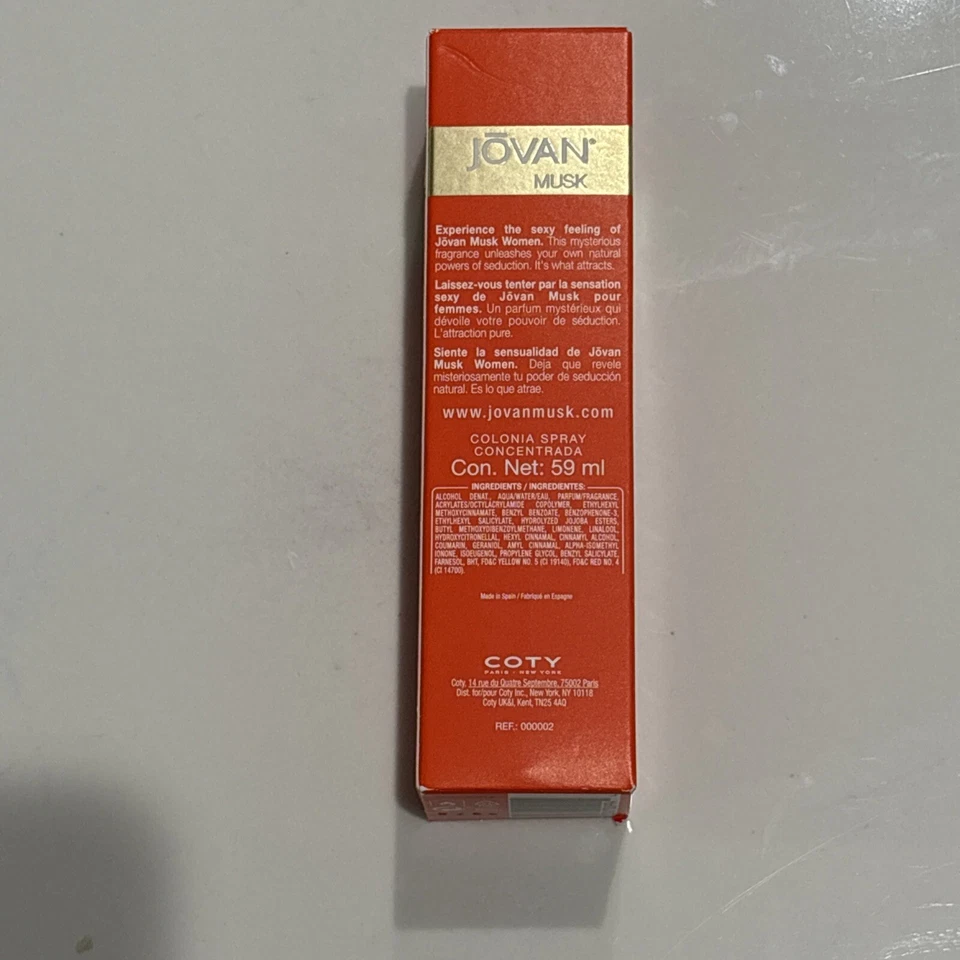 JŌVAN®
MUSK
Experience the sexy feeling of
Jōvan Musk Women. This mysterious
fragrance unleashes your own natural
powers of seduction. It's what attracts.
Laissez-vous tenter par la sensation
sexy de Jōvan Musk pour
femmes. Un parfum mystérieux qui
dévoile votre pouvoir de séduction.
L'attraction pure.
Siente la sensualidad de Jōvan
Musk Women. Deja que revele
misteriosamente tu poder de seducción
natural. Es lo que atrae.
www.jovanmusk.com
COLONIA SPRAY
CONCENTRADA
Con. Net: 59 ml
INGREDIENTS / INGREDIENTES:
ALCOHOL DENAT., AQUA/WATER/EAU, PARFUM/FRAGRANCE,
ACRYLATES/OCTYLACRYLAMIDE COPOLYMER, ETHYLHEXYL
METHOXYCINNAMATE, BENZYL BENZOATE, BENZOPHENONE-3,
ETHYLHEXYL SALICYLATE, HYDROLYZED JOJOBA ESTERS,
BUTYL METHOXYDIBENZOYLMETHANE, LIMONENE, LINALOOL,
HYDROXYCITRONELLAL, HEXYL CINNAMAL, CINNAMYL ALCOHOL,
COUMARIN, GERANIOL, AMYL CINNAMAL, ALPHA-ISOMETHYL
IONONE, ISOEUGENOL, PROPYLENE GLYCOL, BENZYL SALICYLATE,
FARNESOL, BHT, FD&C YELLOW NO. 5 (CI 19140), FD&C RED NO. 4
(CI 14700).
Made in Spain / Fabriqué en Espagne
COTY
PARIS - NEW YORK
Coty, 14 rue du Quatre Septembre, 75002 Paris
Dist. for/pour Coty Inc., New York, NY 10118
Coty UK&I, Kent, TN25 4AQ
REF.: 000002